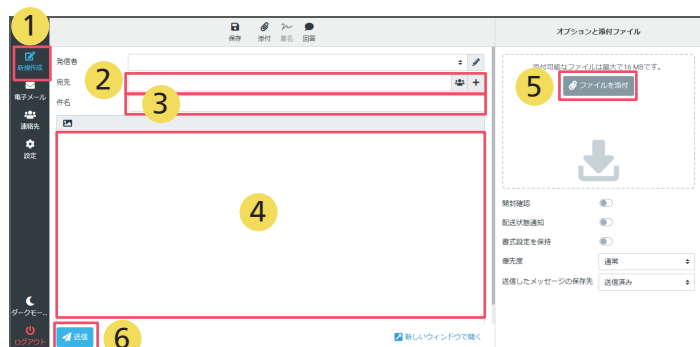 1
新規作成
電子メール
連絡先
設定
ダークモー...
ログアウト
保存
添付
署名
回答
発信者
2
宛先
3
件名
4
6
送信
新しいウィンドウで開く
オプションと添付ファイル
添付可能なファイルは最大で16 MBです。
5
ファイルを添付
開封確認
配送状態通知
書式設定を保持
優先度
通常
送信したメッセージの保存先
送信済み